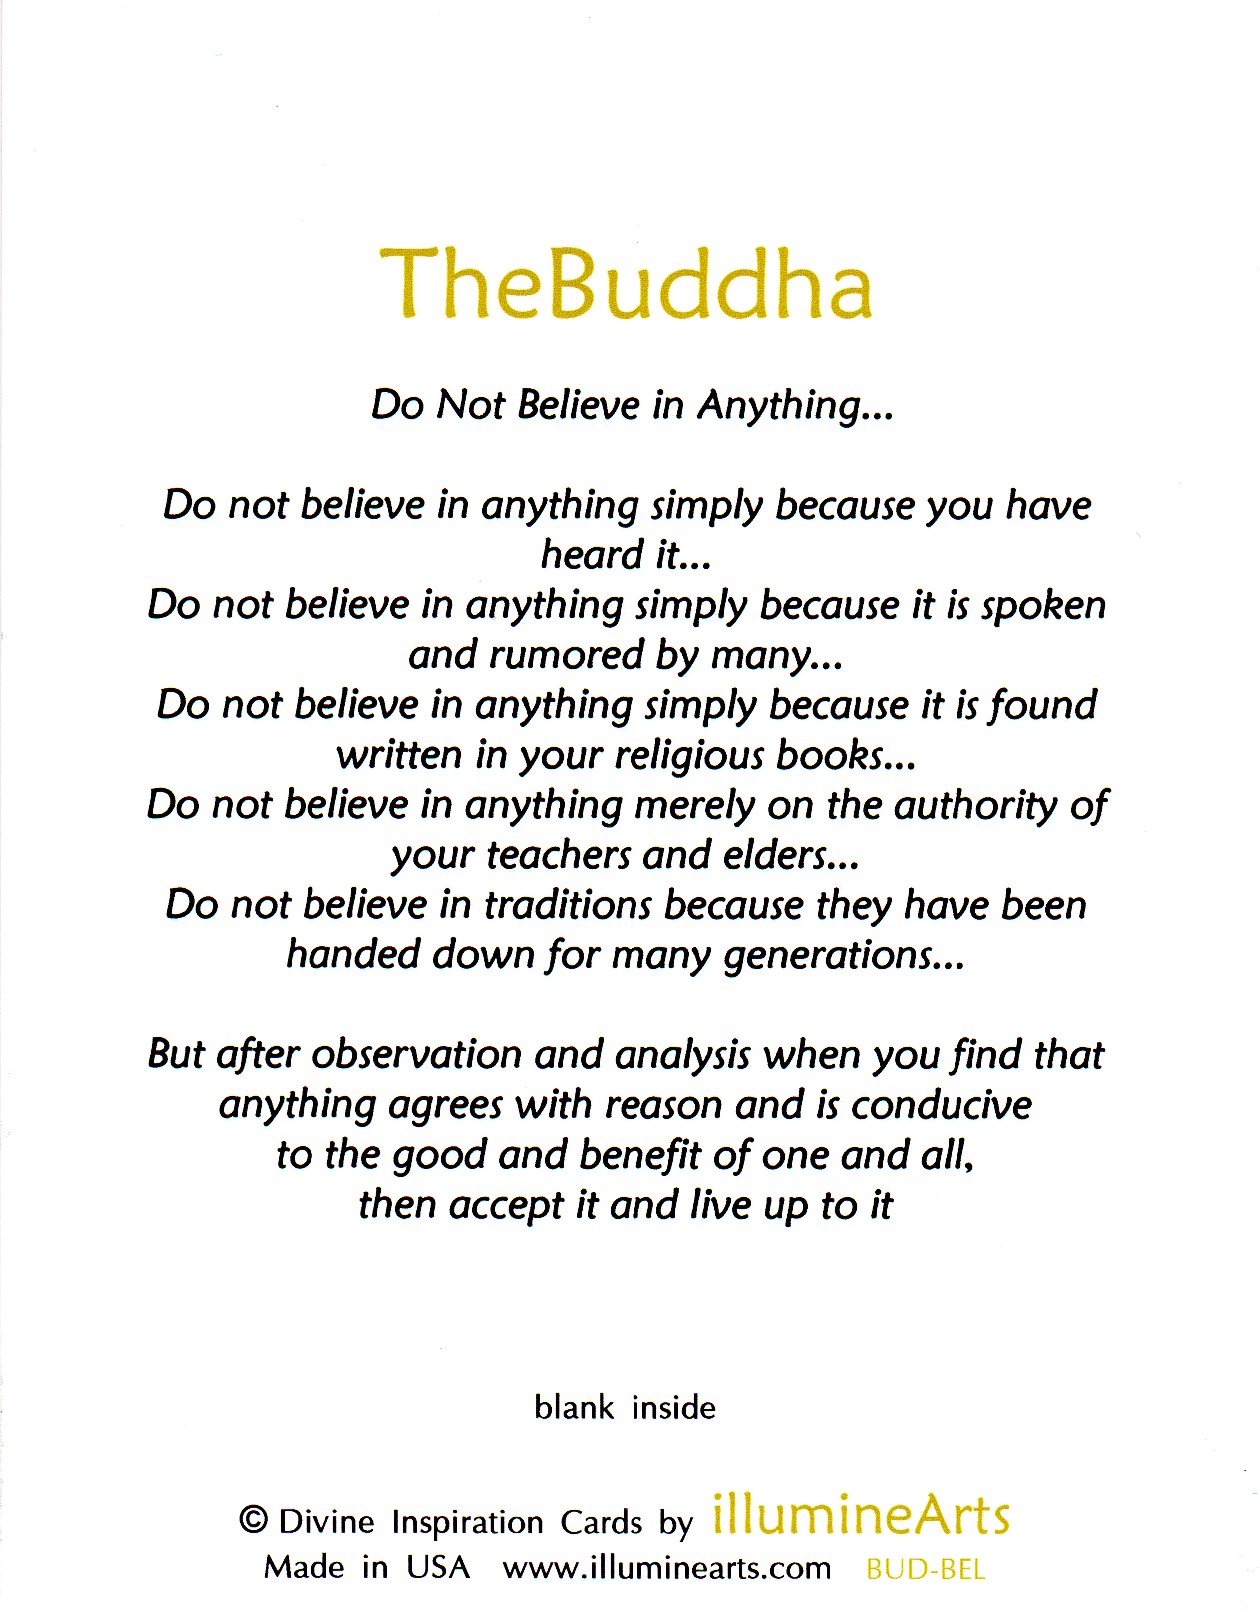 TheBuddha
Do Not Believe in Anything...
Do not believe in anything simply because you have
heard it...
Do not believe in anything simply because it is spoken
and rumored by many...
Do not believe in anything simply because it is found
written in your religious books...
Do not believe in anything merely on the authority of
your teachers and elders...
Do not believe in traditions because they have been
handed down for many generations...
But after observation and analysis when you find that
anything agrees with reason and is conducive
to the good and benefit of one and all,
then accept it and live up to it
blank inside
© Divine Inspiration Cards by illumineArts
Made in USA www.illuminearts.com BUD-BEL